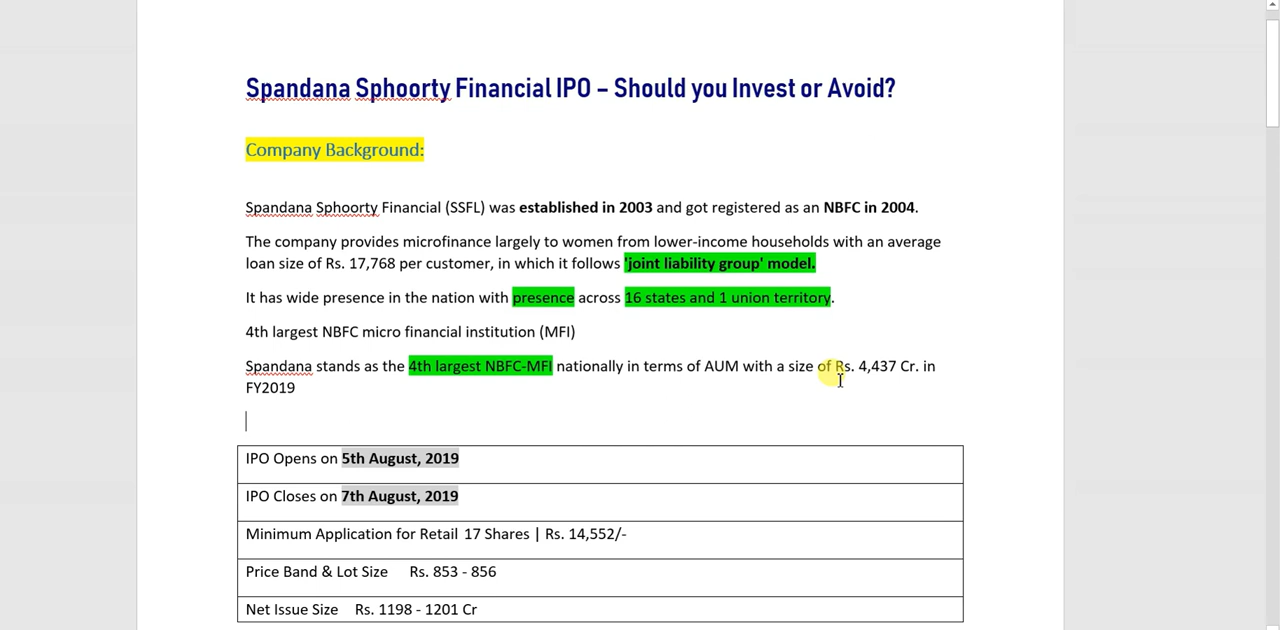 Spandana Sphoorty Financial IPO – Should you Invest or Avoid?
Company Background:
Spandana Sphoorty Financial (SSFL) was established in 2003 and got registered as an NBFC in 2004.
The company provides microfinance largely to women from lower-income households with an average
loan size of Rs. 17,768 per customer, in which it follows 'joint liability group' model.
It has wide presence in the nation with presence across 16 states and 1 union territory.
4th largest NBFC micro financial institution (MFI)
Spandana stands as the 4th largest NBFC-MFI nationally in terms of AUM with a size of Rs. 4,437 Cr. in
FY2019
IPO Opens on 5th August, 2019
IPO Closes on 7th August, 2019
Minimum Application for Retail 17 Shares | Rs. 14,552/-
Price Band & Lot Size Rs. 853 - 856
Net Issue Size Rs. 1198 - 1201 Cr